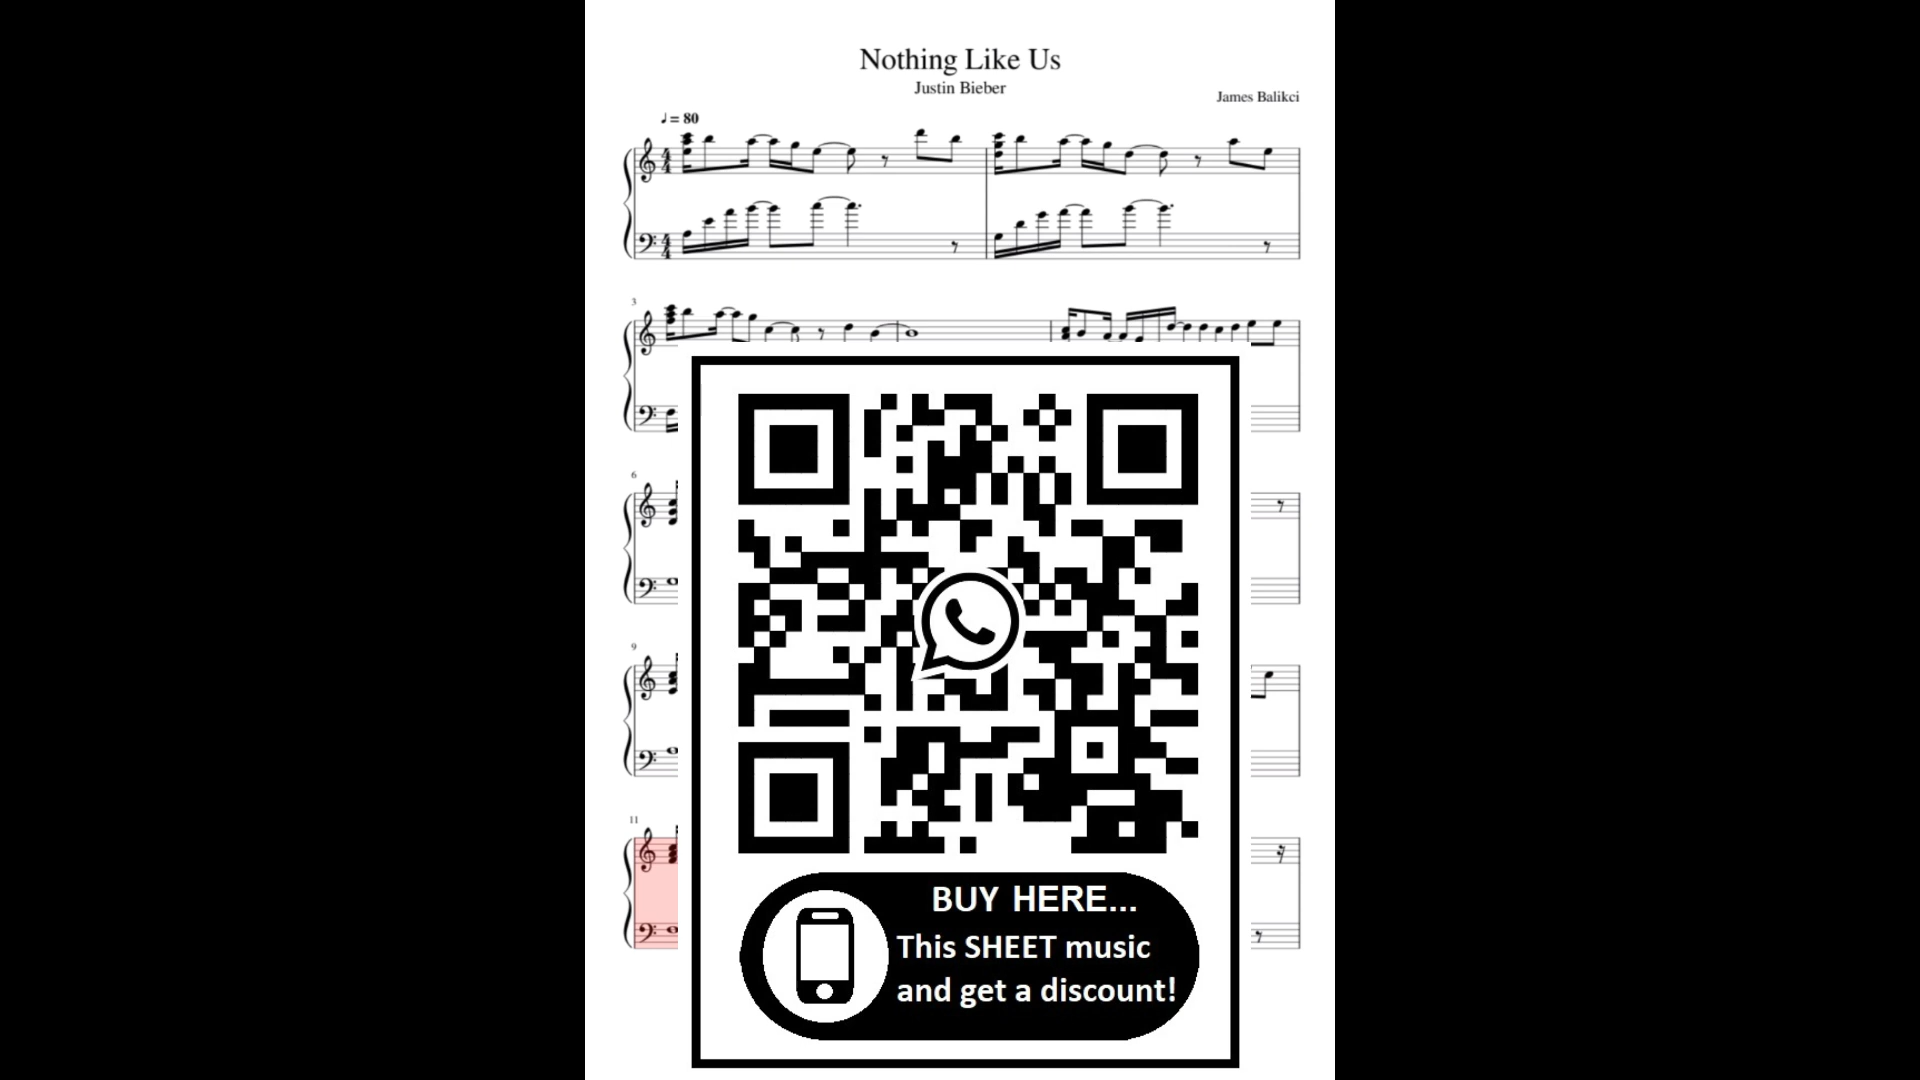 Nothing Like Us
Justin Bieber
James Balikci
♩ = 80
3
6
9
11
BUY HERE...
This SHEET music
and get a discount!